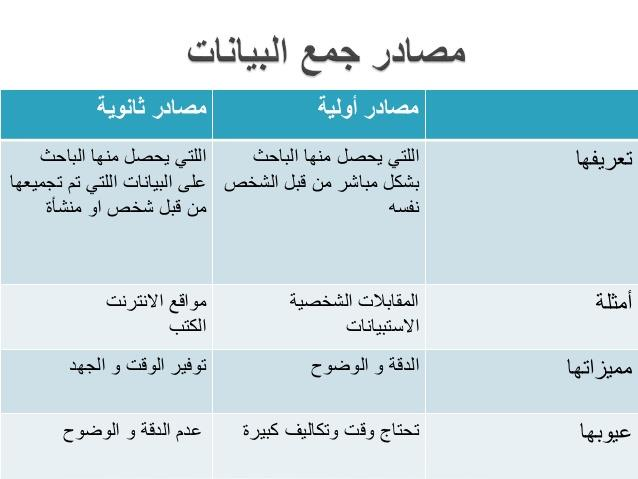 مصادر جمع البيانات
مصادر أولية
مصادر ثانوية
تعريفها
اللتي يحصل منها الباحث
بشكل مباشر من قبل الشخص
نفسه
اللتي يحصل منها الباحث
على البيانات اللتي تم تجميعها
من قبل شخص او منشأة
أمثلة
المقابلات الشخصية
الاستبيانات
مواقع الانترنت
الكتب
مميزاتها
الدقة و الوضوح
توفير الوقت و الجهد
عيوبها
تحتاج وقت وتكاليف كبيرة
عدم الدقة و الوضوح